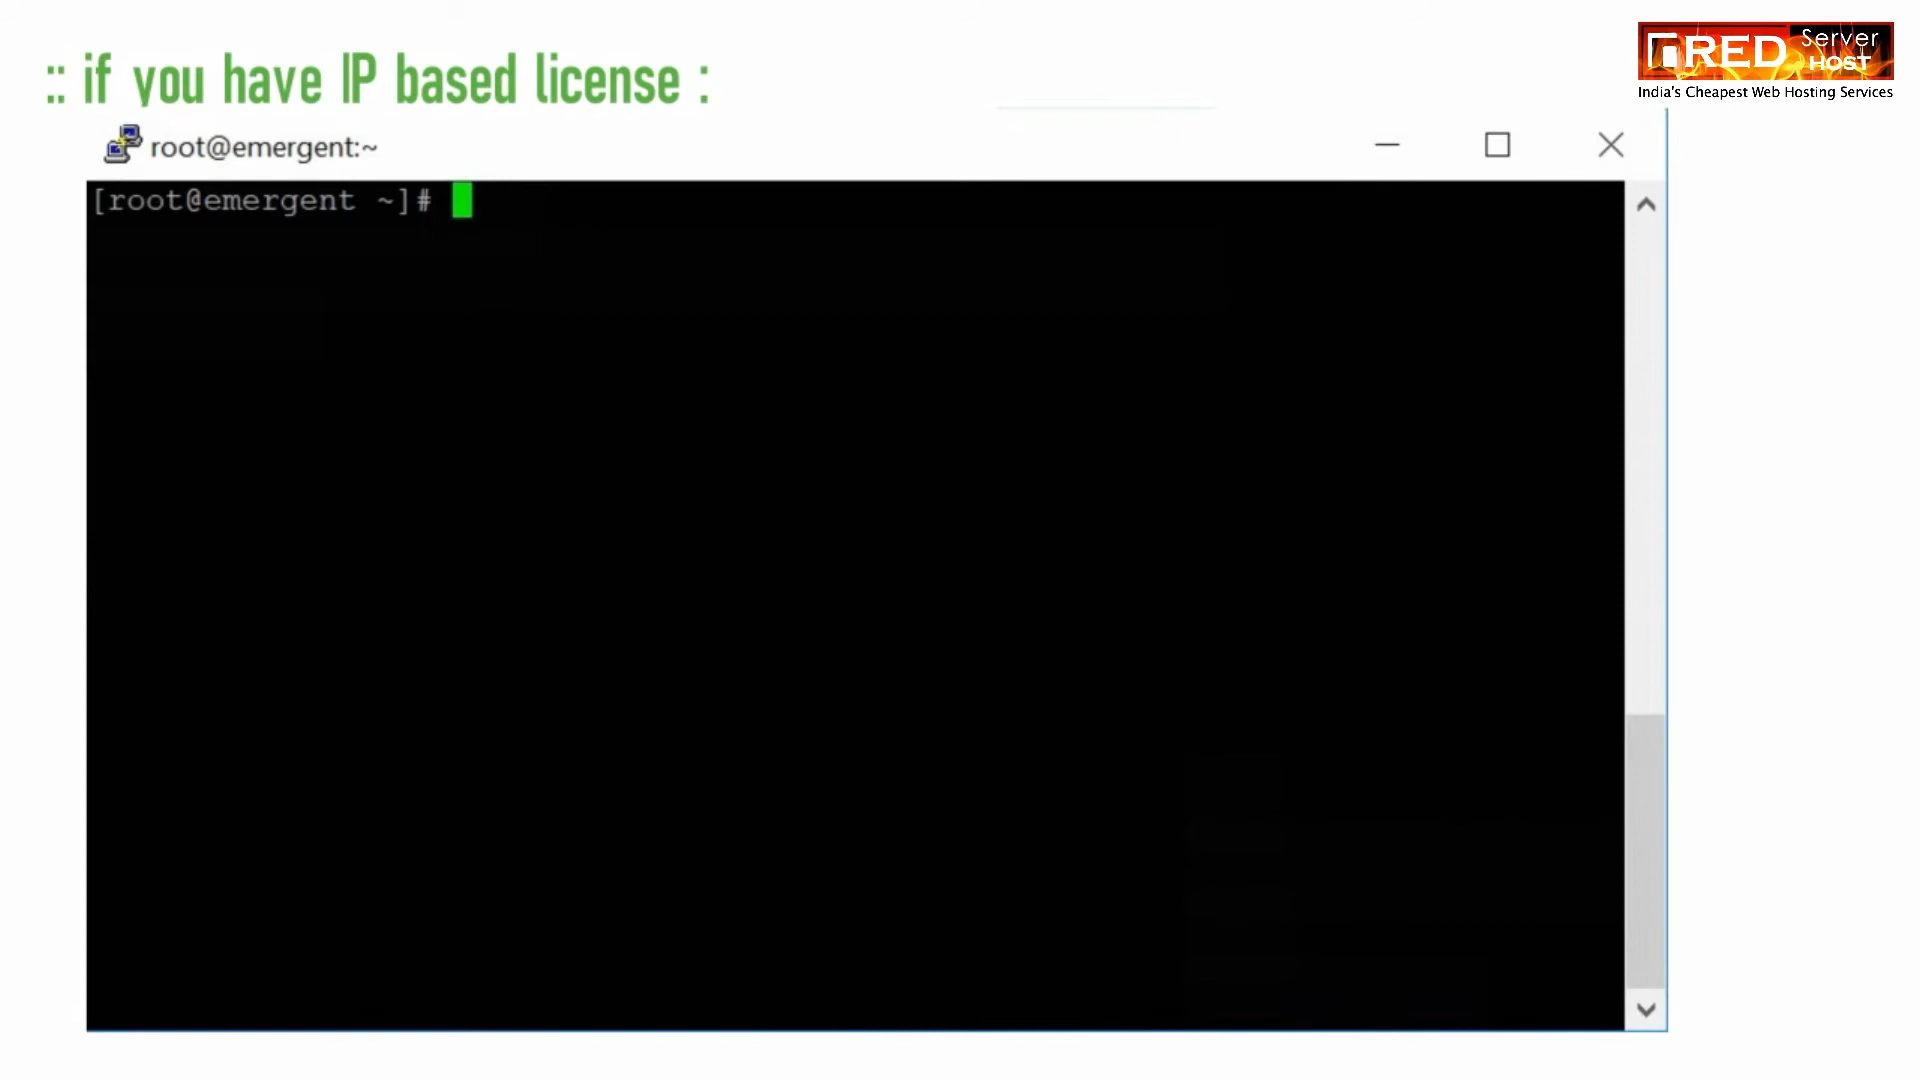 :: if you have IP based license :
RED Server
HOST
India's Cheapest Web Hosting Services
root@emergent:~
[root@emergent ~]#